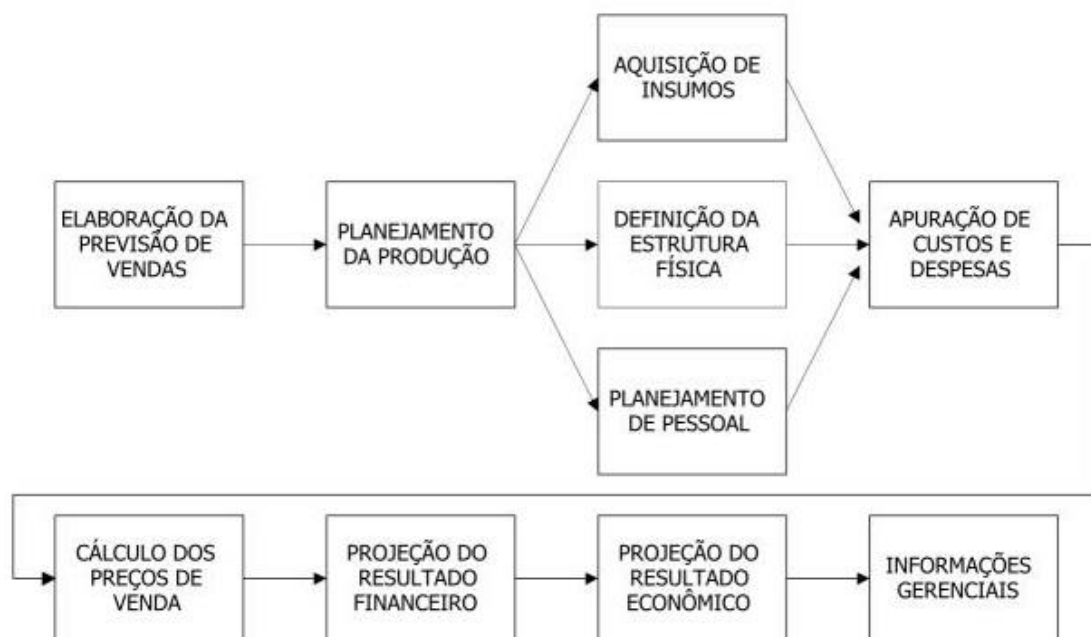 AQUISIÇÃO DE
INSUMOS
ELABORAÇÃO DA
PREVISÃO DE
VENDAS
PLANEJAMENTO
DA PRODUÇÃO
DEFINIÇÃO DA
ESTRUTURA
FÍSICA
APURAÇÃO DE
CUSTOS E
DESPESAS
PLANEJAMENTO
DE PESSOAL
CÁLCULO DOS
PREÇOS DE
VENDA
PROJEÇÃO DO
RESULTADO
FINANCEIRO
PROJEÇÃO DO
RESULTADO
ECONÔMICO
INFORMAÇÕES
GERENCIAIS